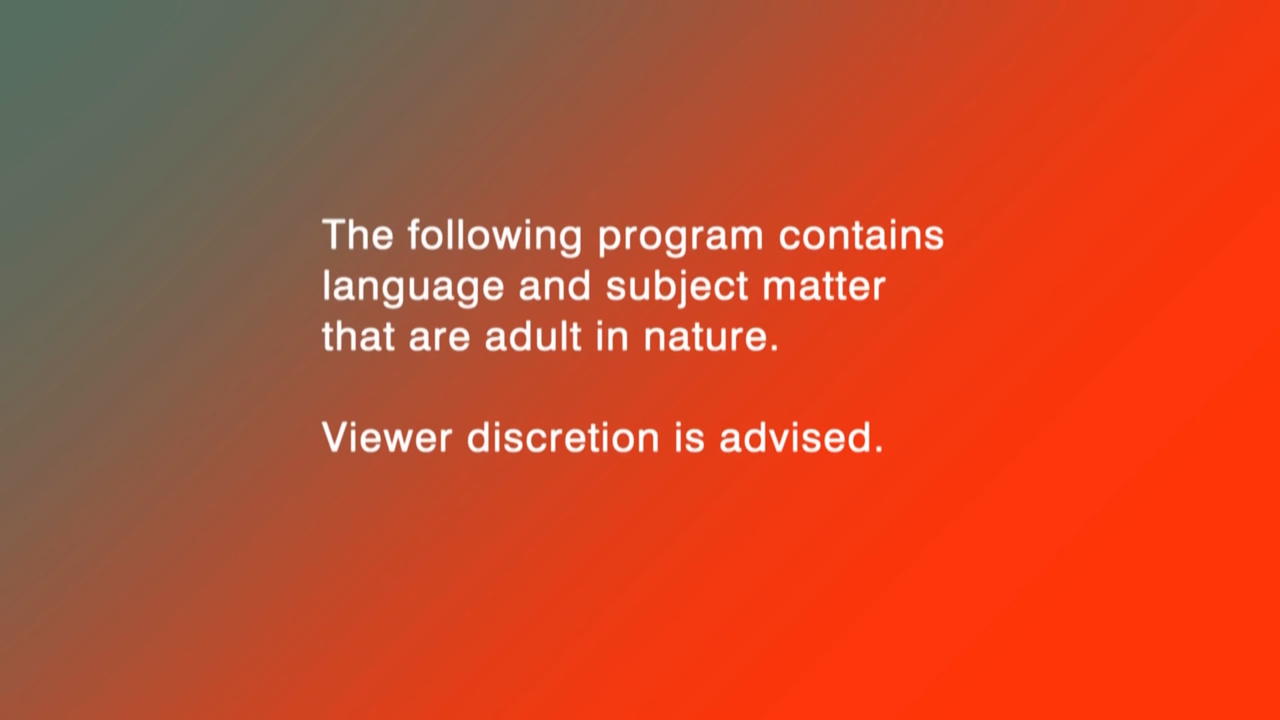 The following program contains
language and subject matter
that are adult in nature.
Viewer discretion is advised.